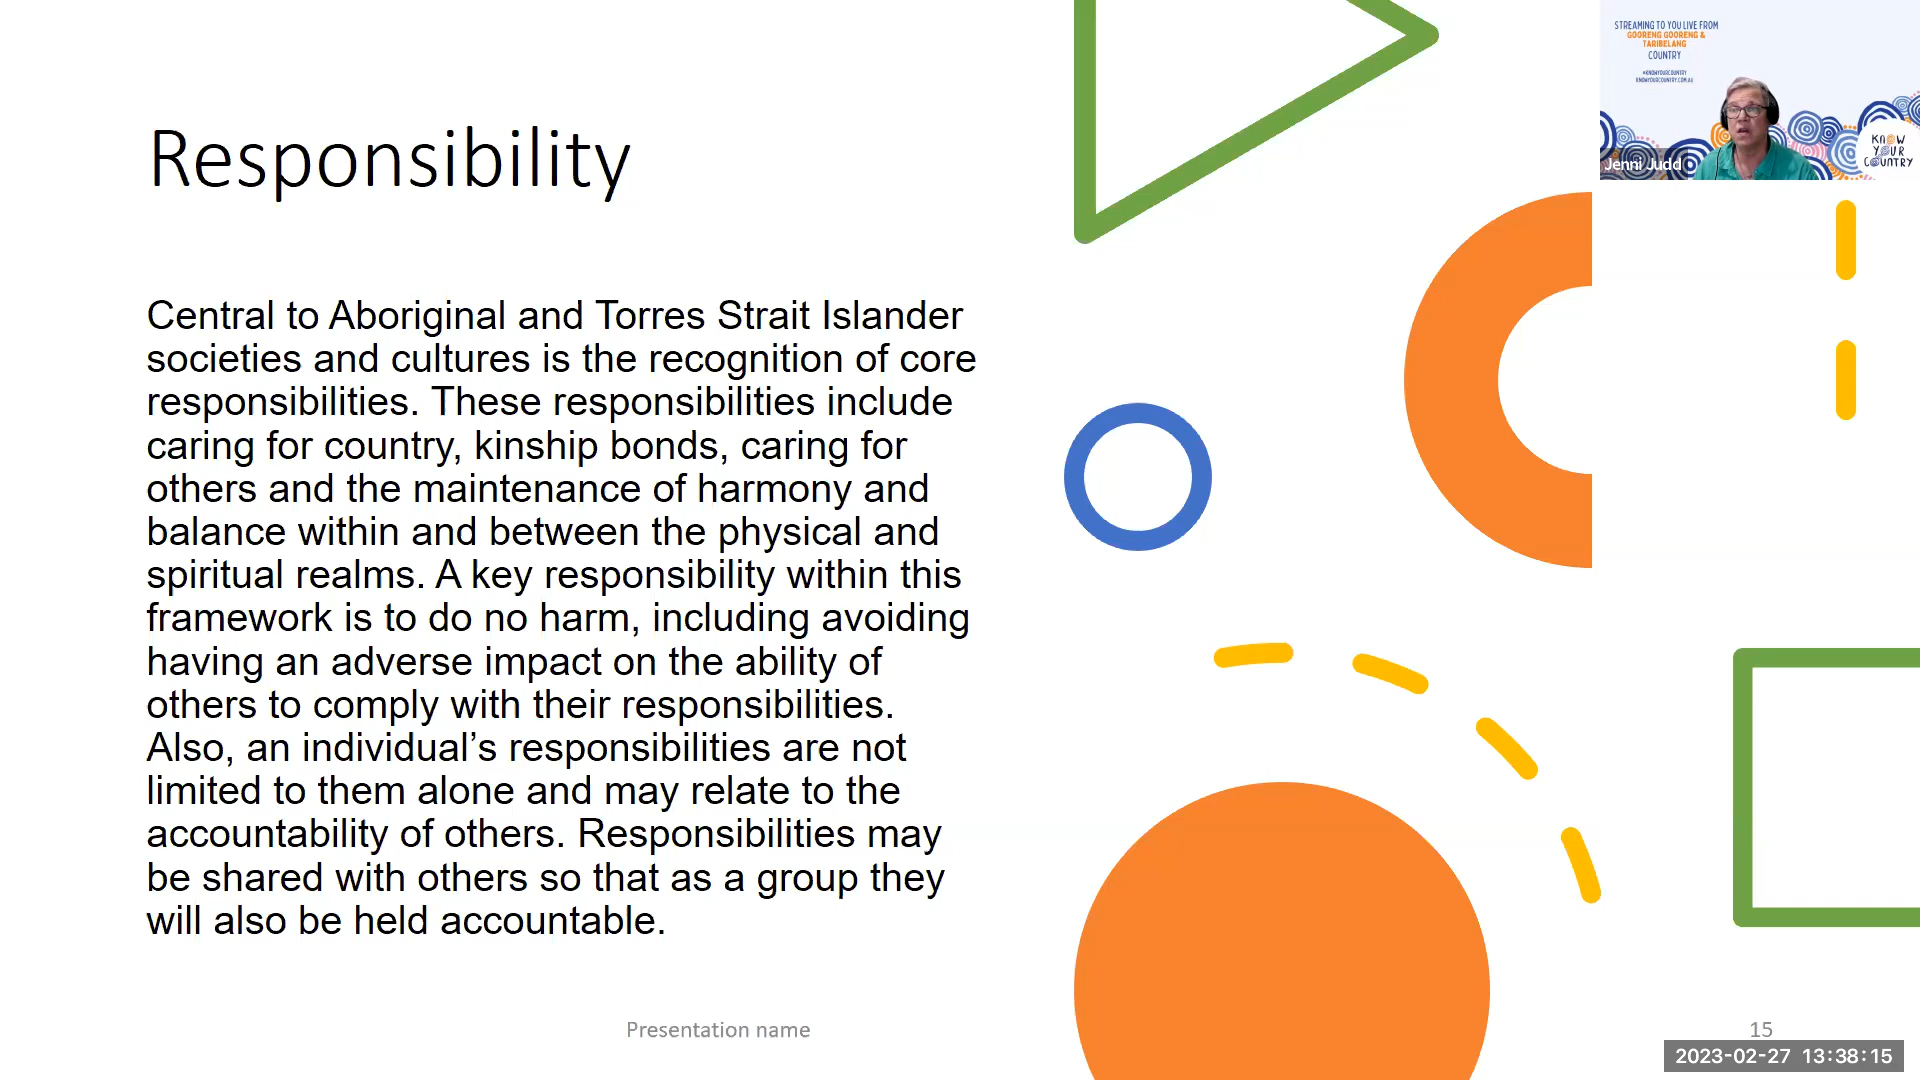 Responsibility
Central to Aboriginal and Torres Strait Islander
societies and cultures is the recognition of core
responsibilities. These responsibilities include
caring for country, kinship bonds, caring for
others and the maintenance of harmony and
balance within and between the physical and
spiritual realms. A key responsibility within this
framework is to do no harm, including avoiding
having an adverse impact on the ability of
others to comply with their responsibilities.
Also, an individual’s responsibilities are not
limited to them alone and may relate to the
accountability of others. Responsibilities may
be shared with others so that as a group they
will also be held accountable.
Presentation name
15
STREAMING TO YOU LIVE FROM
GOORENG GOORENG &
TARIBELANG
COUNTRY
#KNOWYOURCOUNTRY
KNOWYOURCOUNTRY.COM.AU
KNOW
YOUR
COUNTRY
Jenni Judd
2023-02-27 13:38:15